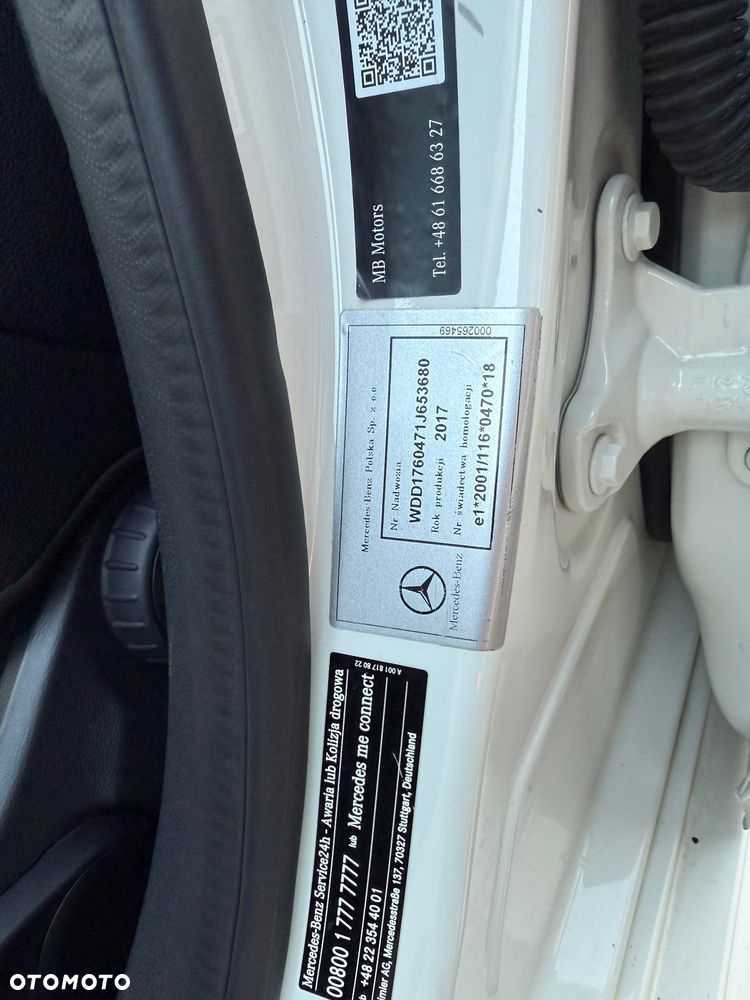 MB Motors
Tel. +48 61 668 63 27
000265469
Mercedes-Benz Polska Sp. z o.o.
Nr Nadwozia
WDD1760471J653680
Rok produkcji 2017
Nr świadectwa homologacji
e1*2001/116*0470*18
Mercedes-Benz
A 001 817 80 22
Mercedes-Benz Service24h - Awaria lub Kolizja drogowa
00800 1 777 7777 lub Mercedes me connect
+48 22 354 40 01
AG, Mercedesstraße 137, 70327 Stuttgart, Deutschland
OTOMOTO